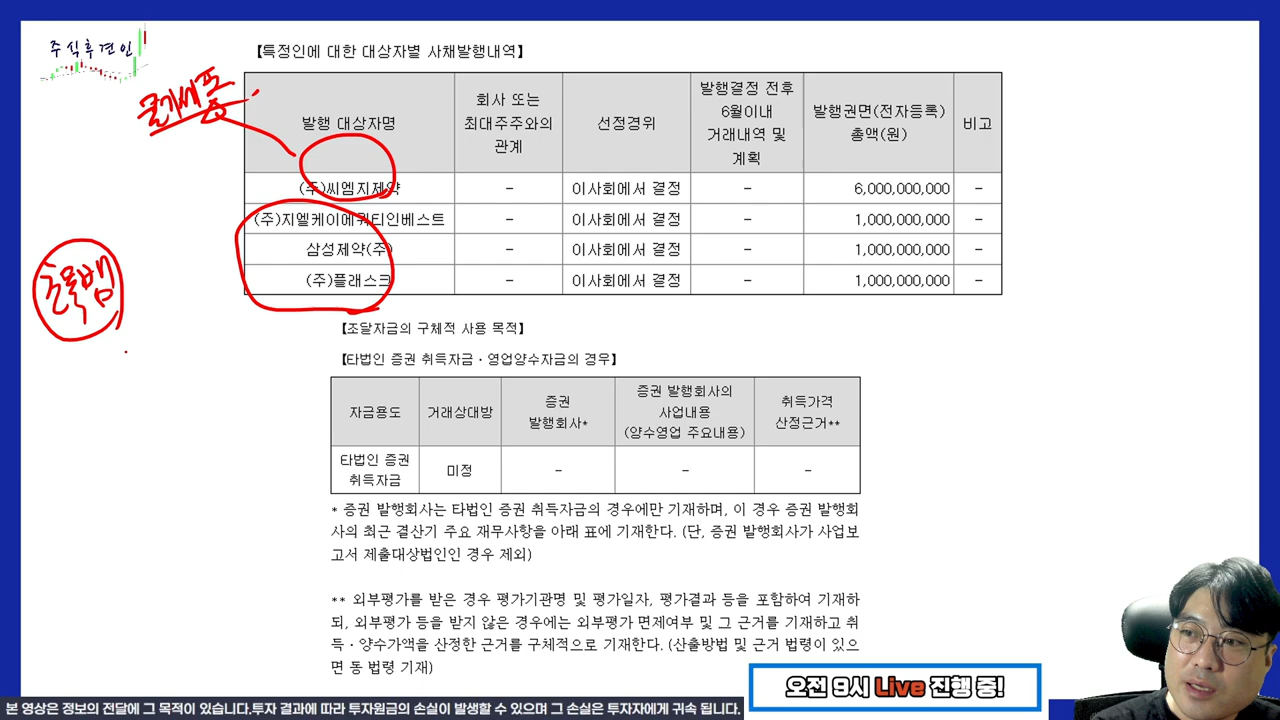 주식후견인
【특정인에 대한 대상자별 사채발행내역】
발행 대상자명 회사 또는 최대주주와의 관계 선정경위 발행결정 전후 6월이내 거래내역 및 계획 발행권면(전자등록) 총액(원) 비고
(주)씨엠지제약 - 이사회에서 결정 - 6,000,000,000 -
(주)지엘케이에쿼티인베스트 - 이사회에서 결정 - 1,000,000,000 -
삼성제약(주) - 이사회에서 결정 - 1,000,000,000 -
(주)플래스크 - 이사회에서 결정 - 1,000,000,000 -
줄기세포
【조달자금의 구체적 사용 목적】
【타법인 증권 취득자금·영업양수자금의 경우】
자금용도 거래상대방 증권 발행회사* 증권 발행회사의 사업내용 (양수영업 주요내용) 취득가격 산정근거**
타법인 증권 취득자금 미정 - - -
* 증권 발행회사는 타법인 증권 취득자금의 경우에만 기재하며, 이 경우 증권 발행회
사의 최근 결산기 주요 재무사항을 아래 표에 기재한다. (단, 증권 발행회사가 사업보
고서 제출대상법인인 경우 제외)
** 외부평가를 받은 경우 평가기관명 및 평가일자, 평가결과 등을 포함하여 기재하
되, 외부평가 등을 받지 않은 경우에는 외부평가 면제여부 및 그 근거를 기재하고 취
득·양수가액을 산정한 근거를 구체적으로 기재한다. (산출방법 및 근거 법령이 있으
면 동 법령 기재)
오전 9시 Live 진행 중!
본 영상은 정보의 전달에 그 목적이 있습니다.투자 결과에 따라 투자원금의 손실이 발생할 수 있으며 그 손실은 투자자에게 귀속 됩니다.